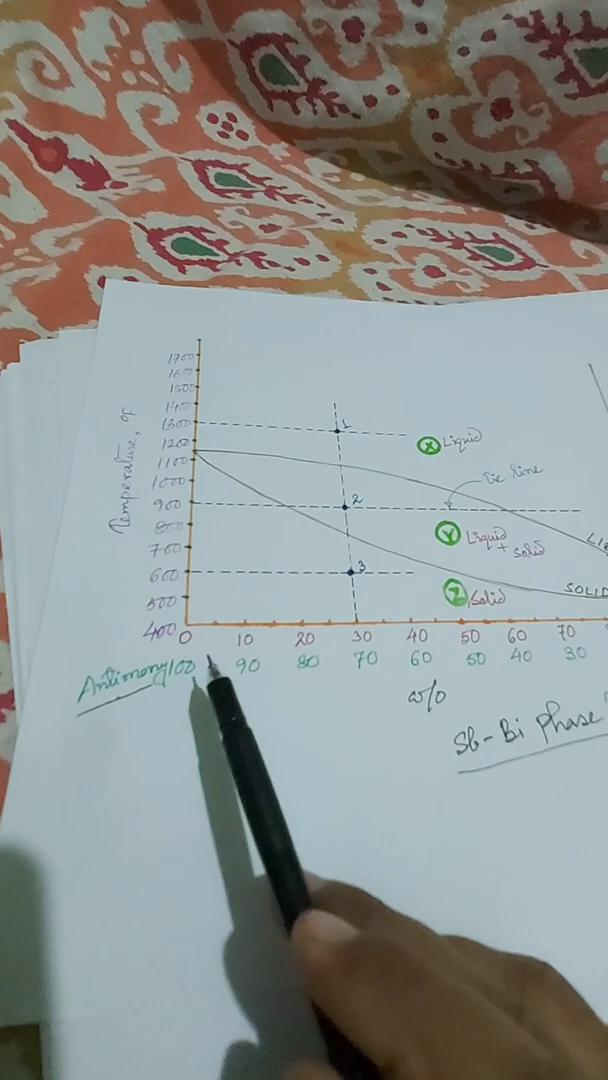 1700
1600
1500
1400
1300
1200
1100
1000
900
800
700
600
500
400
Temperature, °F
1
X Liquid
Tie line
2
Y Liquid + Solid
3
Z Solid
SOLID
0 10 20 30 40 50 60 70
Antimony 100 90 80 70 60 50 40 30
w/o
Sb-Bi phase